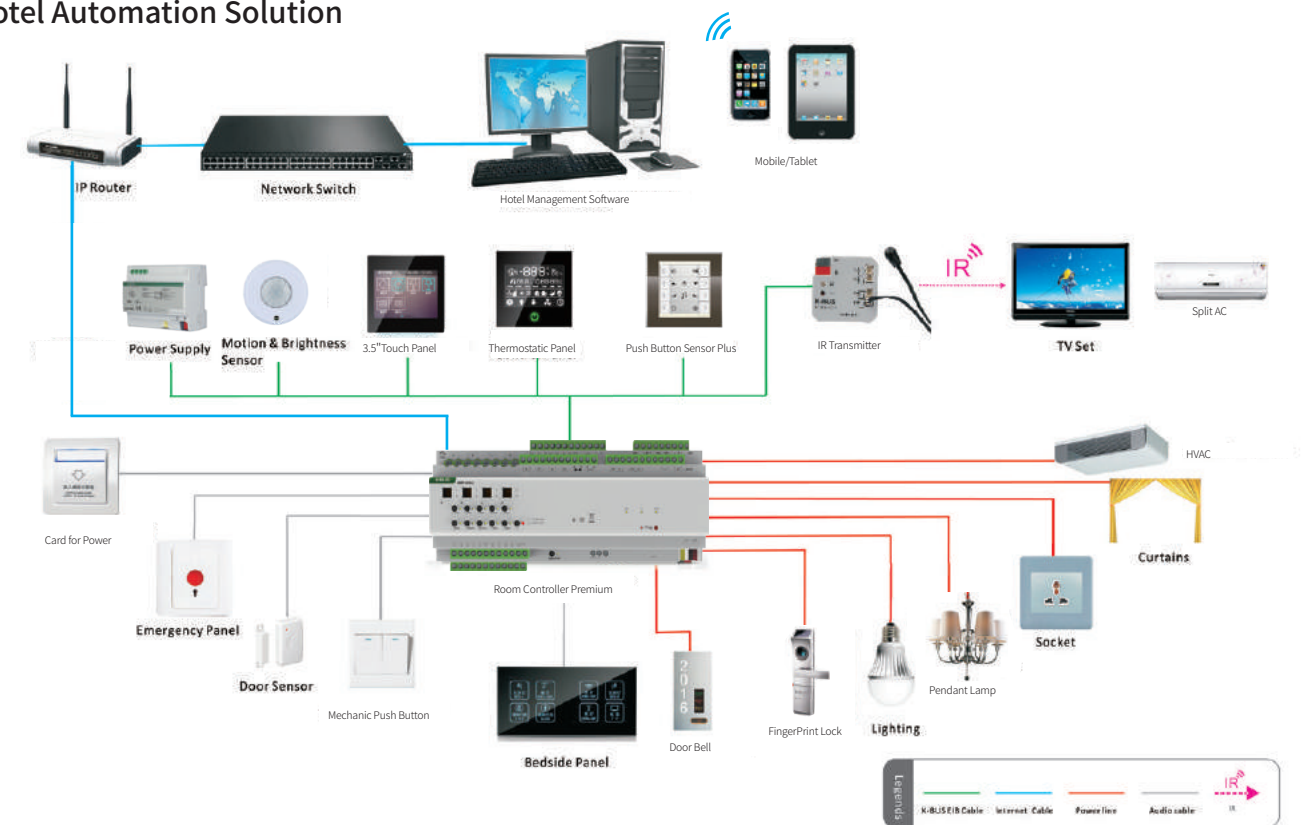 otel Automation Solution
Mobile/Tablet
IP Router
Network Switch
Hotel Management Software
IR
Split AC
Power Supply
Motion & Brightness
Sensor
3.5"Touch Panel
Thermostatic Panel
Push Button Sensor Plus
K-BUS
IR Transmitter
TV Set
HVAC
Card for Power
Curtains
Room Controller Premium
Emergency Panel
Socket
Door Sensor
2016
Pendant Lamp
Mechanic Push Button
FingerPrint Lock
Lighting
Door Bell
Bedside Panel
Legends
K-BUS EIB Cable
Internet Cable
Power line
Audio cable
IR
IR